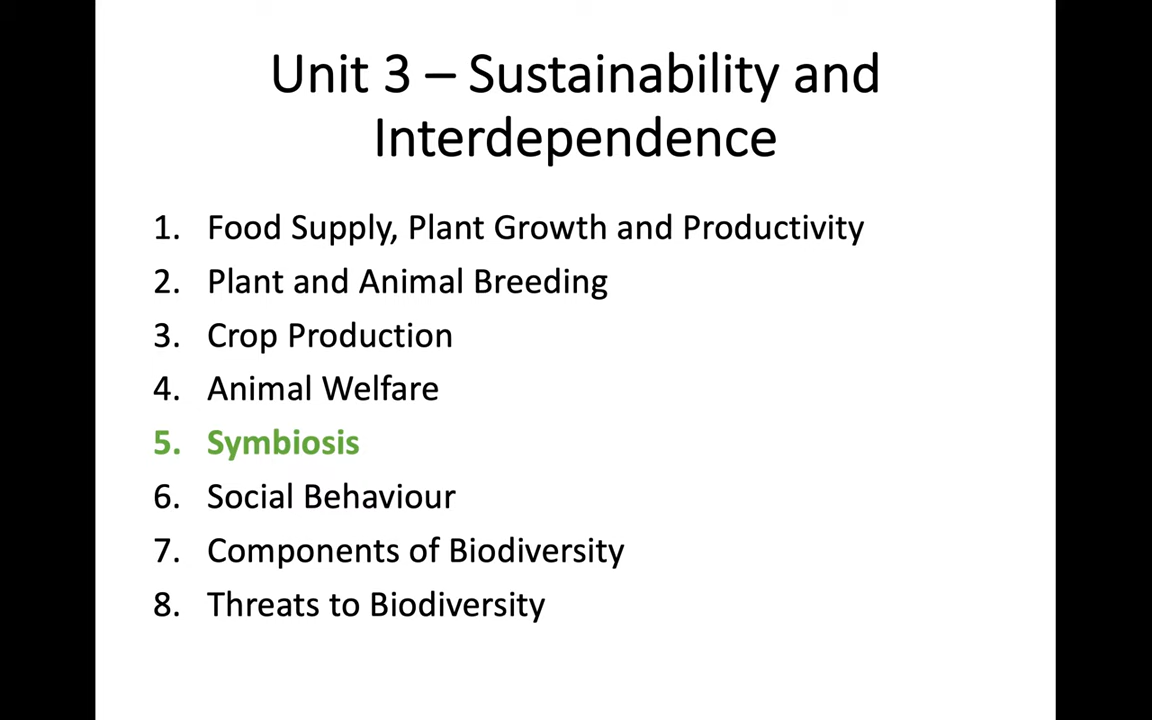 Unit 3 – Sustainability and
Interdependence
1. Food Supply, Plant Growth and Productivity
2. Plant and Animal Breeding
3. Crop Production
4. Animal Welfare
5. Symbiosis
6. Social Behaviour
7. Components of Biodiversity
8. Threats to Biodiversity